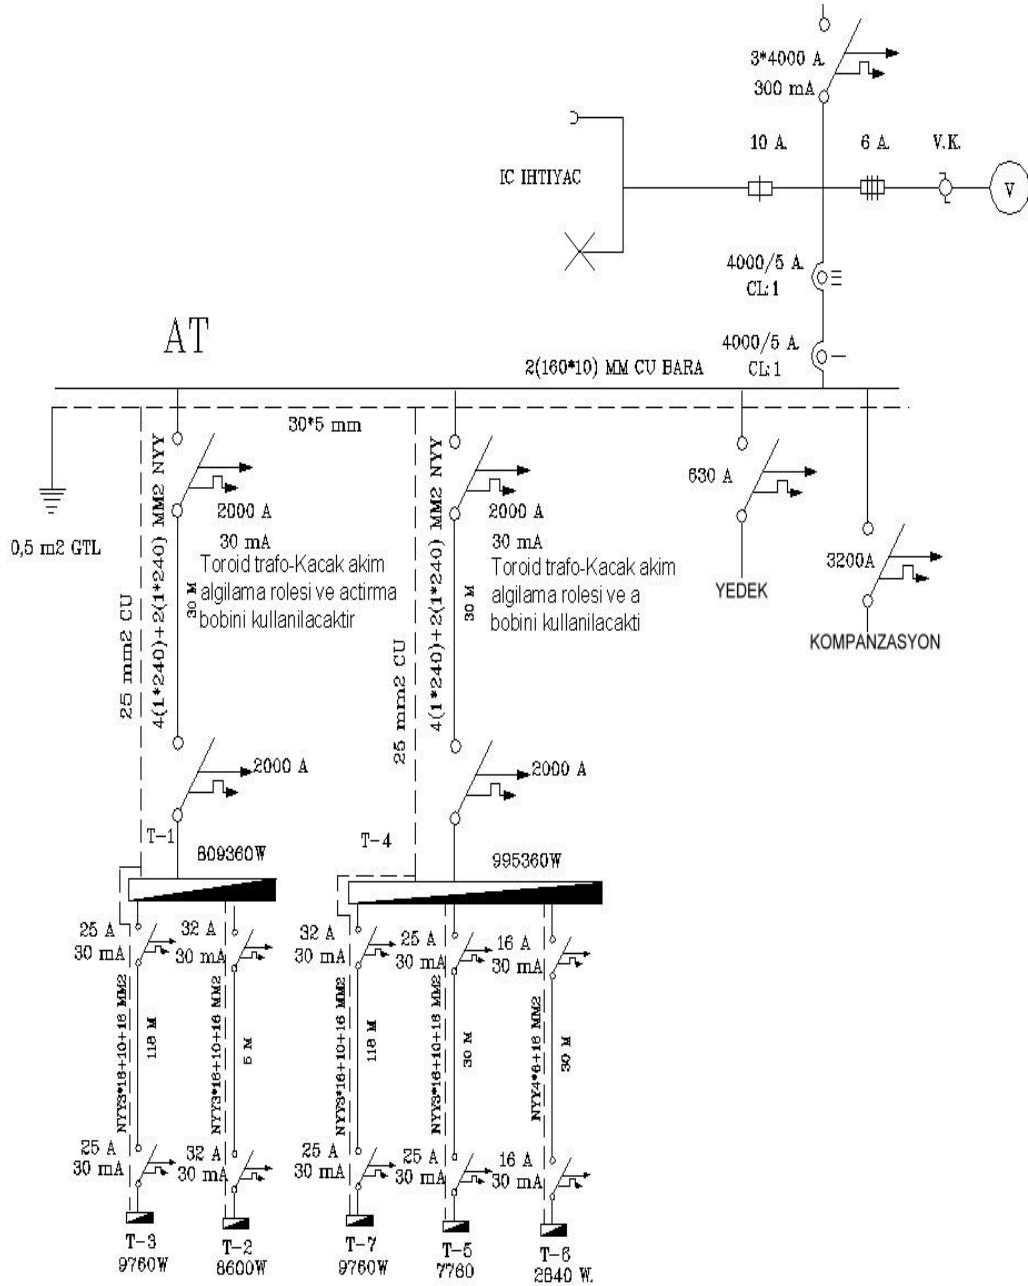 3*4000 A.
300 mA
10 A.
6 A.
V.K.
V
IC IHTIYAC
4000/5 A.
CL:1
4000/5 A.
CL:1
AT
2(160*10) MM CU BARA
30*5 mm
0,5 m2 GTL
25 mm2 CU
4(1*240)+2(1*240) MM2 NYY
30 M
2000 A
30 mA
Toroid trafo-Kacak akim
algilama rolesi ve actirma
bobini kullanilacaktir
25 mm2 CU
4(1*240)+2(1*240) MM2 NYY
30 M
2000 A
30 mA
Toroid trafo-Kacak akim
algilama rolesi ve a
bobini kullanilacakti
630 A
YEDEK
3200A
KOMPANZASYON
2000 A
2000 A
T-1
809360W
T-4
995360W
25 A
30 mA
32 A
30 mA
32 A
30 mA
25 A
30 mA
16 A
30 mA
NYY3*16+10+16 MM2
118 M
NYY3*16+10+16 MM2
5 M
NYY3*16+10+16 MM2
118 M
NYY3*16+10+16 MM2
30 M
NYY4*6+16 MM2
30 M
25 A
30 mA
32 A
30 mA
25 A
30 mA
25 A
30 mA
16 A
30 mA
T-3
9760W
T-2
8600W
T-7
9760W
T-5
7760
T-6
2840 W.